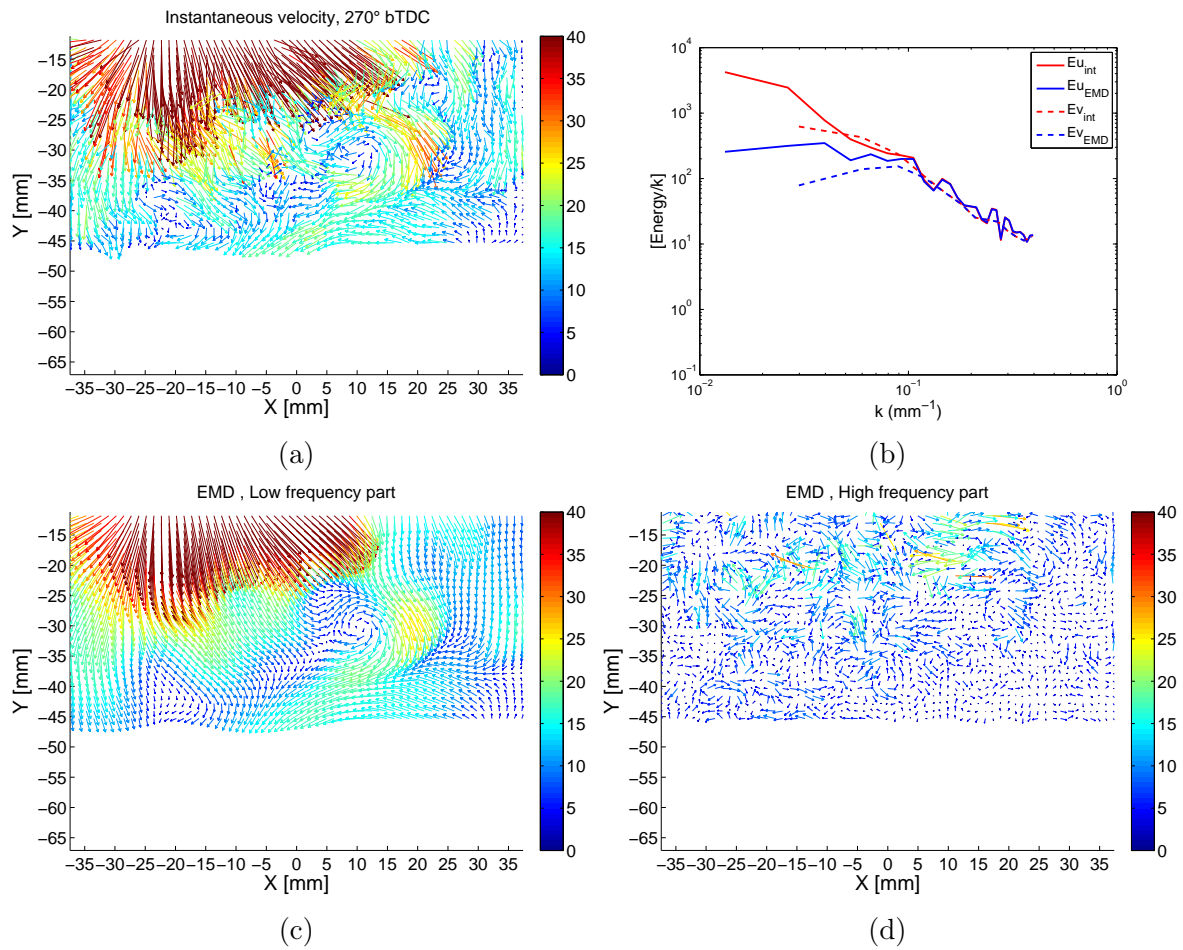 Instantaneous velocity, 270° bTDC
−15
−20
−25
−30
−35
−40
−45
−50
−55
−60
−65
Y [mm]
−35 −30 −25 −20 −15 −10 −5 0 5 10 15 20 25 30 35
X [mm]
40
35
30
25
20
15
10
5
0
(a)
10^4
10^3
10^2
10^1
10^0
10^−1
[Energy/k]
10^−2 10^−1 10^0
k (mm^−1)
Eu_int
Eu_EMD
Ev_int
Ev_EMD
(b)
EMD , Low frequency part
−15
−20
−25
−30
−35
−40
−45
−50
−55
−60
−65
Y [mm]
−35 −30 −25 −20 −15 −10 −5 0 5 10 15 20 25 30 35
X [mm]
40
35
30
25
20
15
10
5
0
(c)
EMD , High frequency part
−15
−20
−25
−30
−35
−40
−45
−50
−55
−60
−65
Y [mm]
−35 −30 −25 −20 −15 −10 −5 0 5 10 15 20 25 30 35
X [mm]
40
35
30
25
20
15
10
5
0
(d)